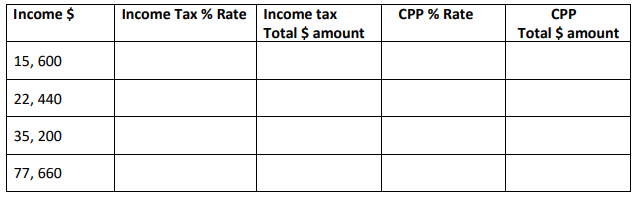 Income $ Income Tax % Rate Income tax Total $ amount CPP % Rate CPP Total $ amount
15, 600
22, 440
35, 200
77, 660